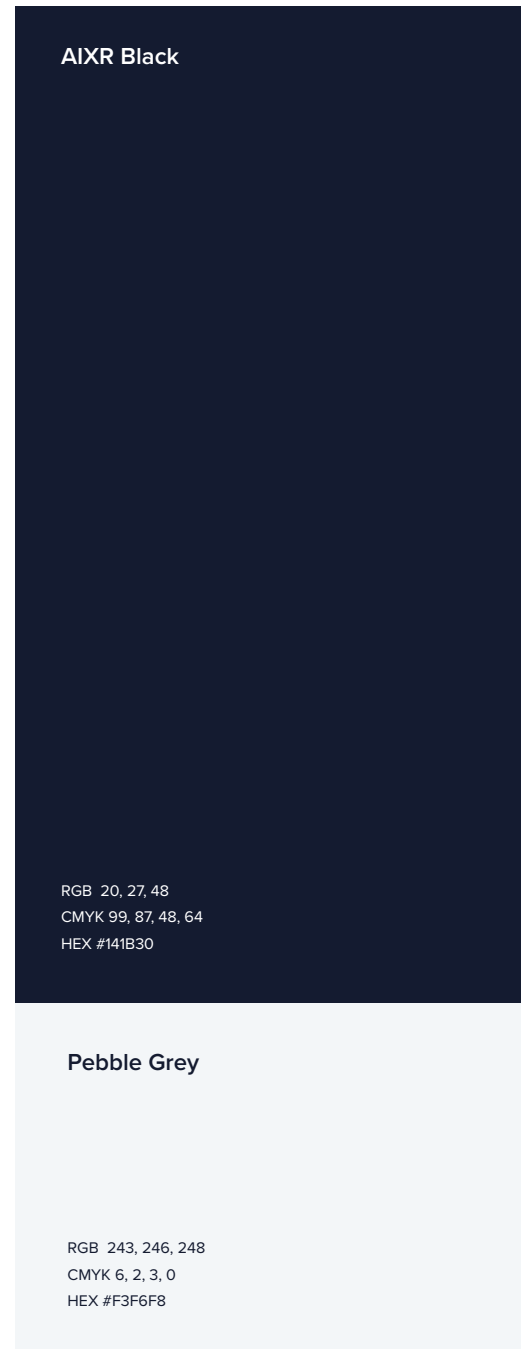 AIXR Black
RGB 20, 27, 48
CMYK 99, 87, 48, 64
HEX #141B30
Pebble Grey
RGB 243, 246, 248
CMYK 6, 2, 3, 0
HEX #F3F6F8